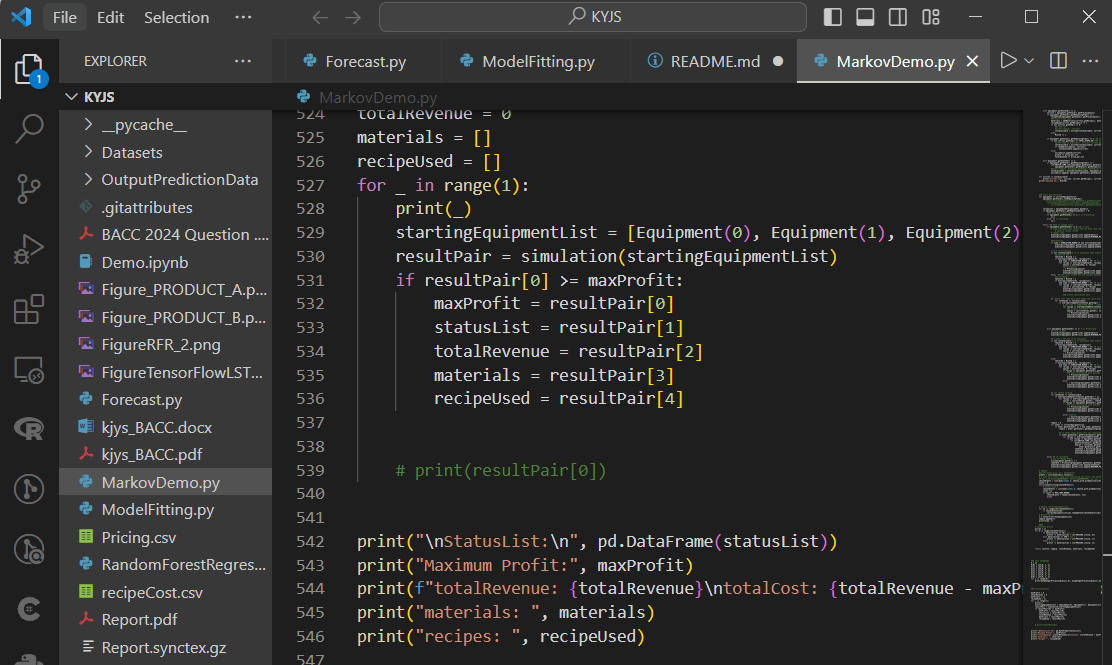 File Edit Selection ··· KYJS
EXPLORER ···
Forecast.py ModelFitting.py README.md MarkovDemo.py
KYJS
MarkovDemo.py
__pycache__
Datasets
OutputPredictionData
.gitattributes
BACC 2024 Question ....
Demo.ipynb
Figure_PRODUCT_A.p...
Figure_PRODUCT_B.p...
FigureRFR_2.png
FigureTensorFlowLST...
Forecast.py
kjys_BACC.docx
kjys_BACC.pdf
MarkovDemo.py
ModelFitting.py
Pricing.csv
RandomForestRegres...
recipeCost.csv
Report.pdf
Report.synctex.gz
1
524 totalRevenue = 0
525 materials = []
526 recipeUsed = []
527 for _ in range(1):
528 print(_)
529 startingEquipmentList = [Equipment(0), Equipment(1), Equipment(2)
530 resultPair = simulation(startingEquipmentList)
531 if resultPair[0] >= maxProfit:
532 maxProfit = resultPair[0]
533 statusList = resultPair[1]
534 totalRevenue = resultPair[2]
535 materials = resultPair[3]
536 recipeUsed = resultPair[4]
537
538
539 # print(resultPair[0])
540
541
542 print("\nStatusList:\n", pd.DataFrame(statusList))
543 print("Maximum Profit:", maxProfit)
544 print(f"totalRevenue: {totalRevenue}\ntotalCost: {totalRevenue - maxP
545 print("materials: ", materials)
546 print("recipes: ", recipeUsed)
547